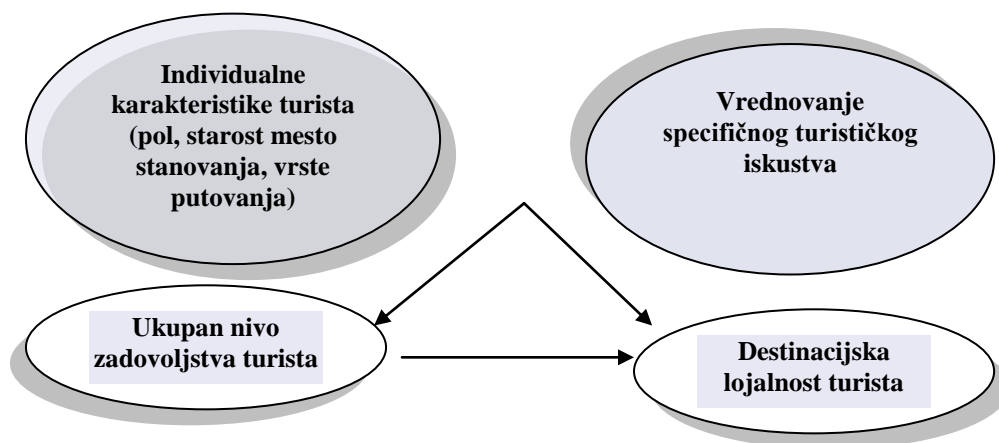 Individualne
karakteristike turista
(pol, starost mesto
stanovanja, vrste
putovanja)
Vrednovanje
specifičnog turističkog
iskustva
Ukupan nivo
zadovoljstva turista
Destinacijska
lojalnost turista